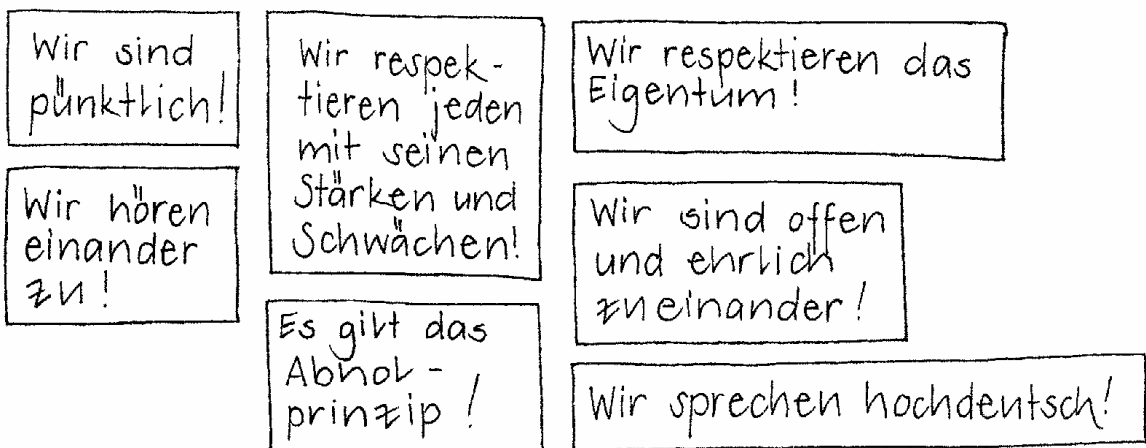 Wir sind
pünktlich!
Wir hören
einander
zu!
Wir respek-
tieren jeden
mit seinen
Stärken und
Schwächen!
Es gilt das
Abhol-
prinzip!
Wir respektieren das
Eigentum!
Wir sind offen
und ehrlich
zueinander!
Wir sprechen hochdeutsch!